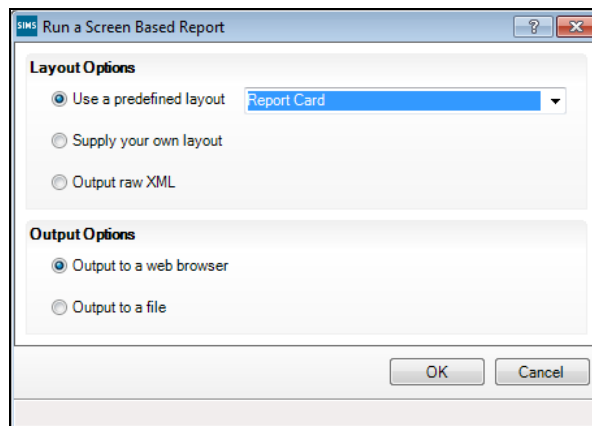 SIMS Run a Screen Based Report ?
Layout Options
Use a predefined layout Report Card
Supply your own layout
Output raw XML
Output Options
Output to a web browser
Output to a file
OK Cancel